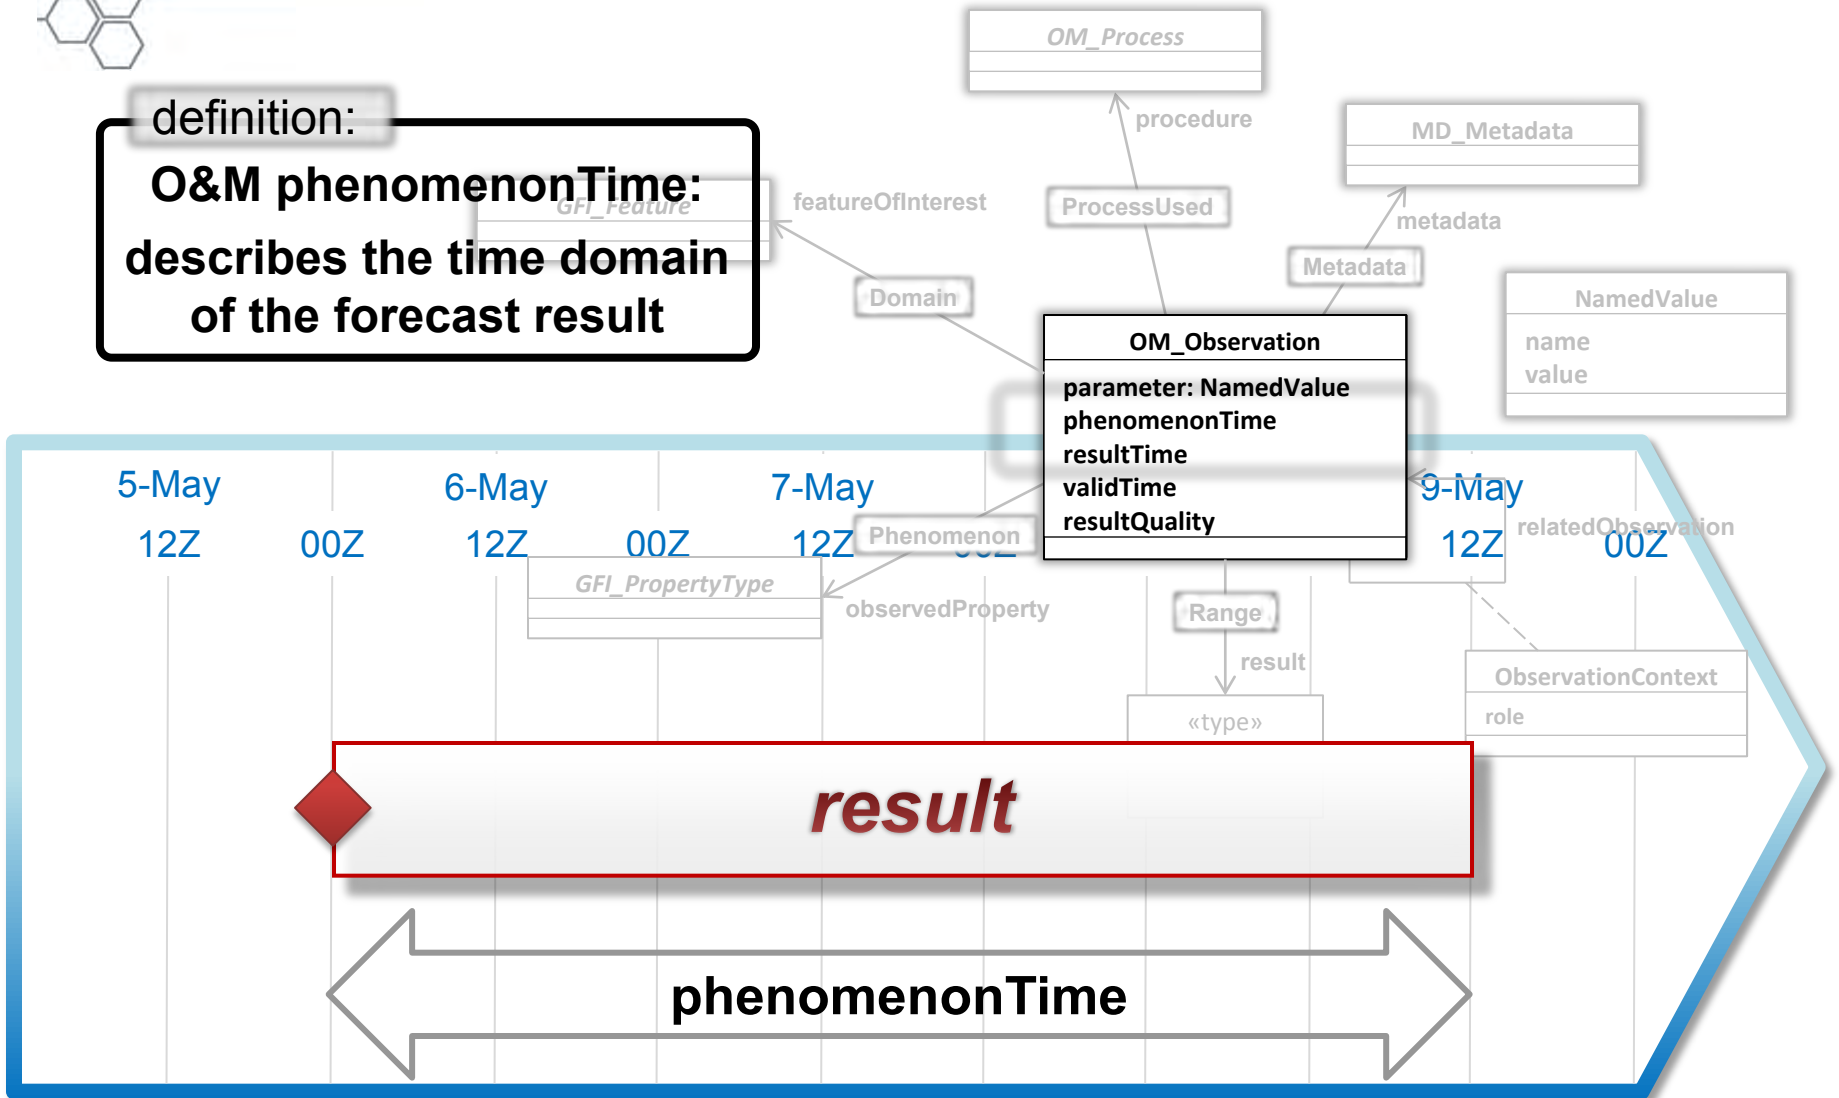 definition:
O&M phenomenonTime:
describes the time domain
of the forecast result
OM_Process
procedure
MD_Metadata
GFI_Feature
featureOfInterest
ProcessUsed
metadata
Metadata
Domain
NamedValue
name
value
OM_Observation
parameter: NamedValue
phenomenonTime
resultTime
validTime
resultQuality
5-May
6-May
7-May
9-May
12Z
00Z
12Z
00Z
12Z
12Z
00Z
relatedObservation
Phenomenon
GFI_PropertyType
observedProperty
Range
result
«type»
ObservationContext
role
result
phenomenonTime